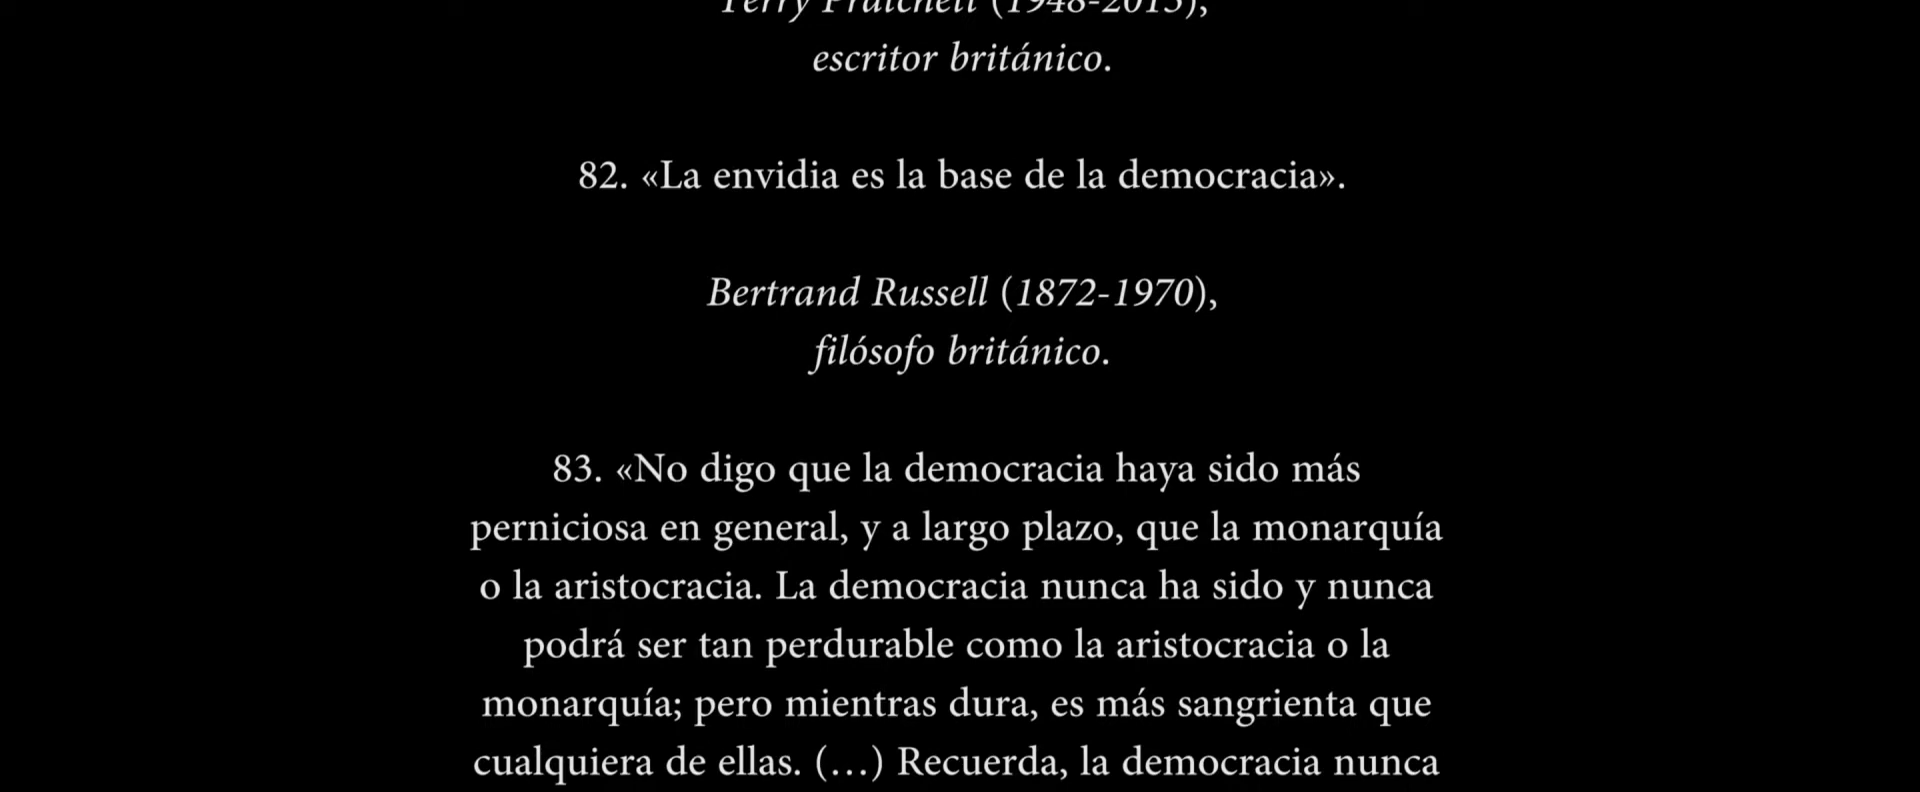 Terry Pratchett (1948-2015),
escritor británico.
82. «La envidia es la base de la democracia».
Bertrand Russell (1872-1970),
filósofo británico.
83. «No digo que la democracia haya sido más
perniciosa en general, y a largo plazo, que la monarquía
o la aristocracia. La democracia nunca ha sido y nunca
podrá ser tan perdurable como la aristocracia o la
monarquía; pero mientras dura, es más sangrienta que
cualquiera de ellas. (…) Recuerda, la democracia nunca